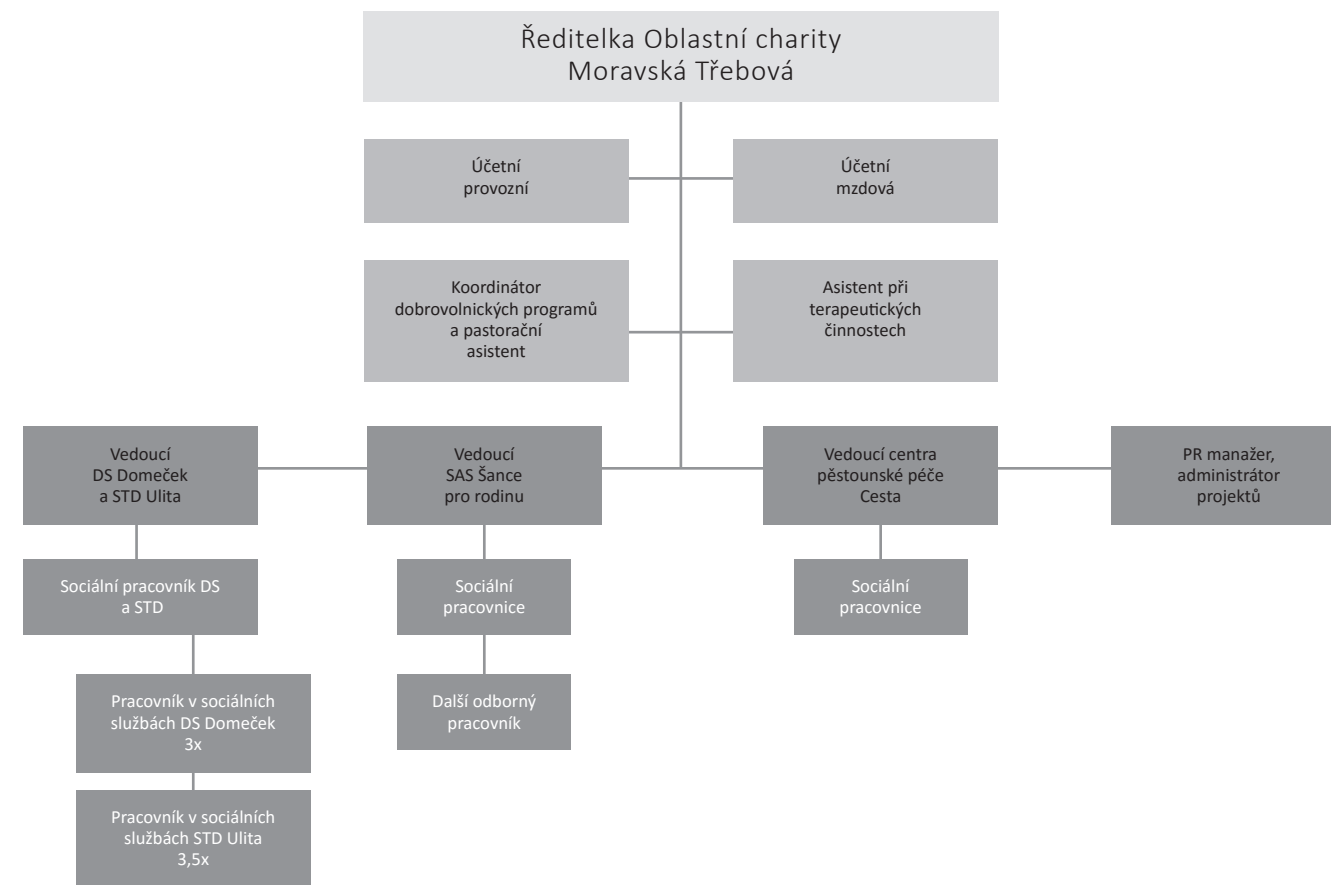 Ředitelka Oblastní charity
Moravská Třebová
Účetní
provozní
Účetní
mzdová
Koordinátor
dobrovolnických programů
a pastorační
asistent
Asistent při
terapeutických
činnostech
Vedoucí
DS Domeček
a STD Ulita
Vedoucí
SAS Šance
pro rodinu
Vedoucí centra
pěstounské péče
Cesta
PR manažer,
administrátor
projektů
Sociální pracovník DS
a STD
Sociální
pracovnice
Sociální
pracovnice
Pracovník v sociálních
službách DS Domeček
3x
Další odborný
pracovník
Pracovník v sociálních
službách STD Ulita
3,5x